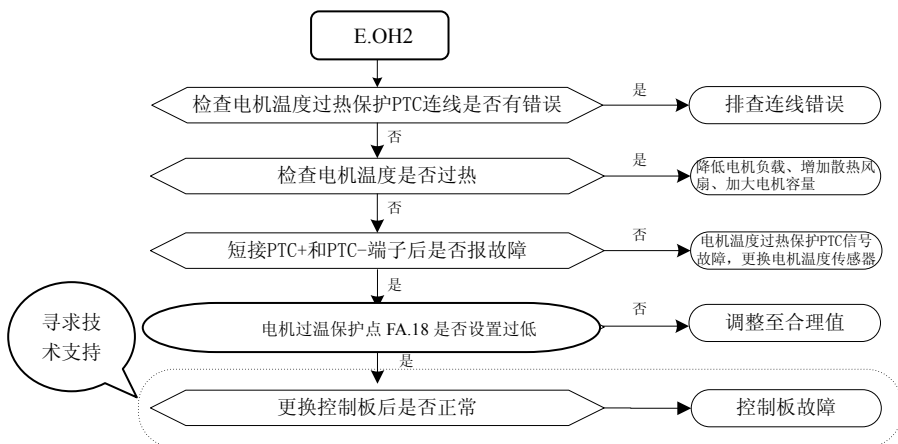 E.OH2
检查电机温度过热保护PTC连线是否有错误
是
排查连线错误
否
检查电机温度是否过热
是
降低电机负载、增加散热风
扇、加大电机容量
否
短接PTC+和PTC-端子后是否报故障
否
电机温度过热保护PTC信号
故障，更换电机温度传感器
是
寻求技
术支持
电机过温保护点 FA.18 是否设置过低
否
调整至合理值
是
更换控制板后是否正常
控制板故障